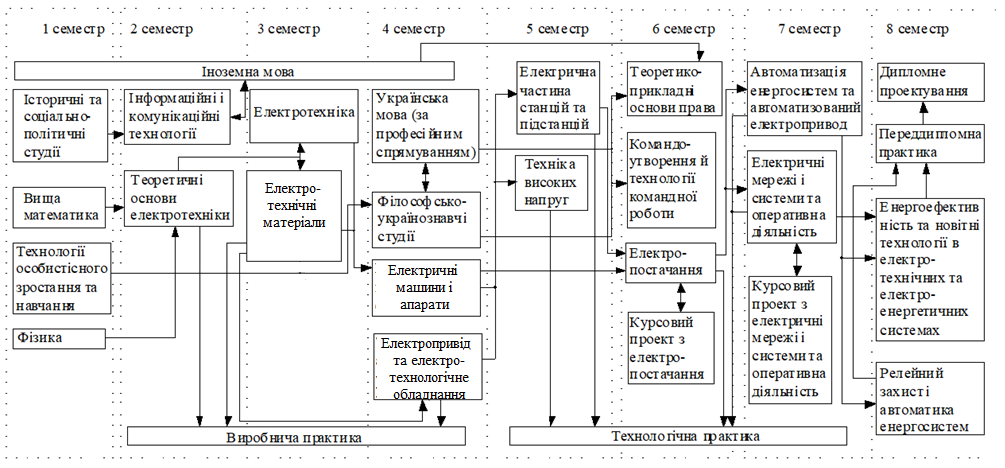 1 семестр
2 семестр
3 семестр
4 семестр
5 семестр
6 семестр
7 семестр
8 семестр
Іноземна мова
Історичні та
соціально-
політичні
студії
Вища
математика
Технології
особистісного
зростання та
навчання
Фізика
Інформаційні і
комунікаційні
технології
Теоретичні
основи
електротехніки
Електротехніка
Електро-
технічні
матеріали
Українська
мова (за
професійним
спрямуванням)
Філософсько-
українознавчі
студії
Електричні
машини і
апарати
Електропривід
та електро-
технологічне
обладнання
Виробнича практика
Електрична
частина
станцій та
підстанцій
Техніка
високих
напруг
Теоретико-
прикладні
основи права
Командо-
утворення й
технології
командної
роботи
Електро-
постачання
Курсовий
проект з
електро-
постачання
Технологічна практика
Автоматизація
енергосистем та
автоматизований
електропривод
Електричні
мережі і
системи та
оперативна
діяльність
Курсовий
проект з
електричні
мережі і
системи та
оперативна
діяльність
Дипломне
проектування
Переддипломна
практика
Енергоефектив-
ність та новітні
технології в
електро-
технічних та
електро-
енергетичних
системах
Релейний
захист і
автоматика
енергосистем